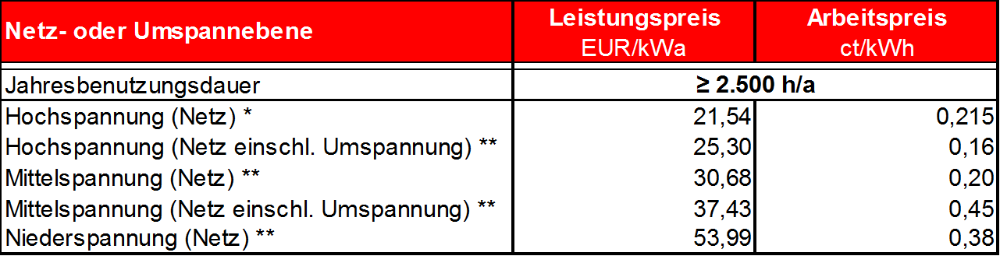 Netz- oder Umspannebene Leistungspreis Arbeitspreis
EUR/kWa ct/kWh
Jahresbenutzungsdauer ≥ 2.500 h/a
Hochspannung (Netz) * 21,54 0,215
Hochspannung (Netz einschl. Umspannung) ** 25,30 0,16
Mittelspannung (Netz) ** 30,68 0,20
Mittelspannung (Netz einschl. Umspannung) ** 37,43 0,45
Niederspannung (Netz) ** 53,99 0,38